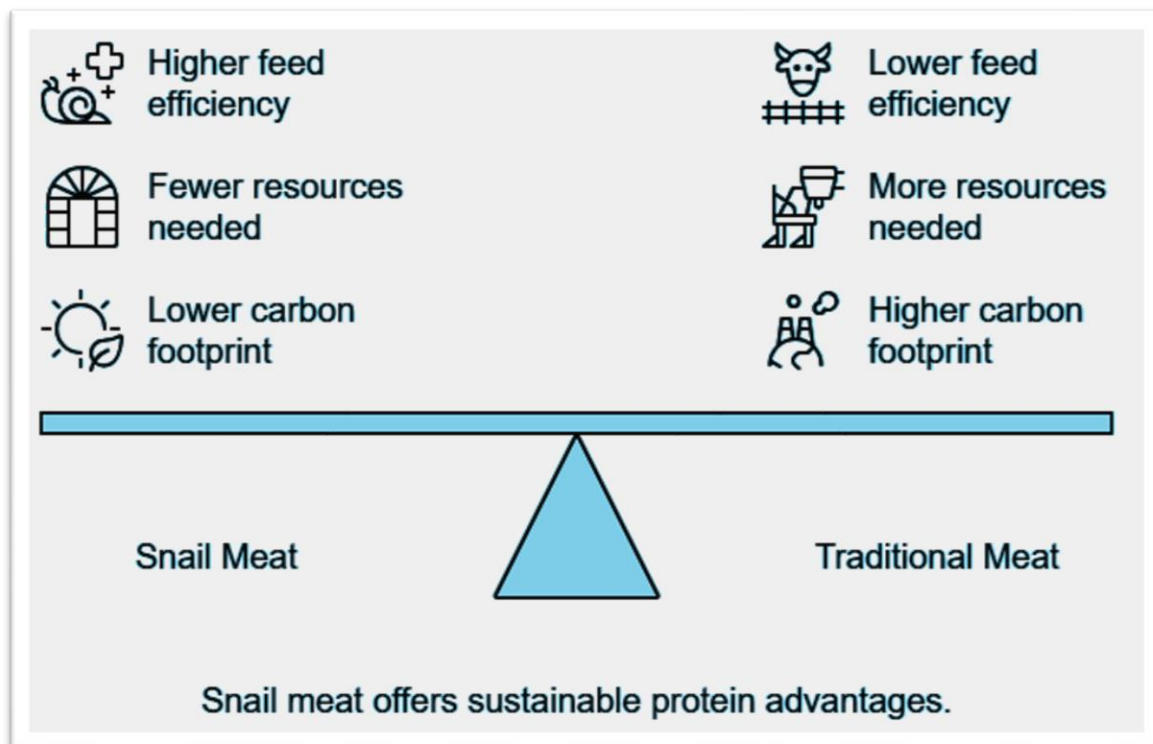 Higher feed
efficiency
Fewer resources
needed
Lower carbon
footprint
Lower feed
efficiency
More resources
needed
Higher carbon
footprint
Snail Meat
Traditional Meat
Snail meat offers sustainable protein advantages.